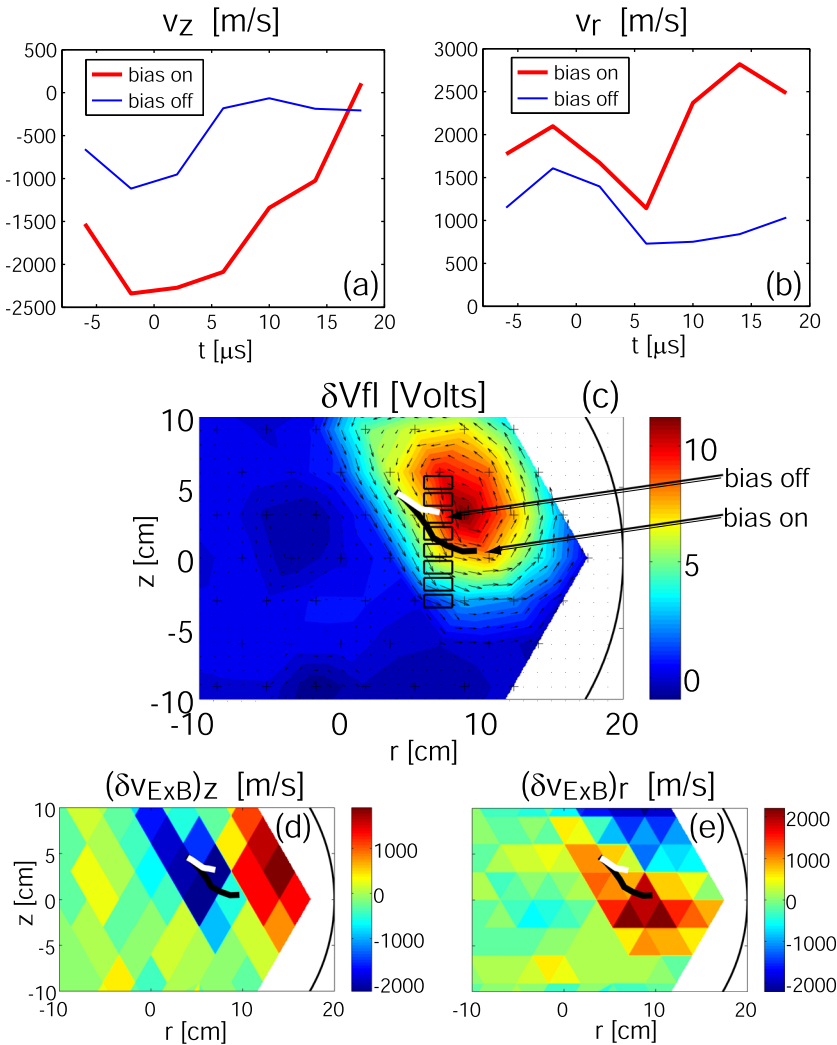 v_z [m/s]
500
0
-500
-1000
-1500
-2000
-2500
bias on
bias off
(a)
-5 0 5 10 15 20
t [μs]
v_r [m/s]
3000
2500
2000
1500
1000
500
0
bias on
bias off
(b)
-5 0 5 10 15 20
t [μs]
δVfl [Volts]
(c)
10
5
0
-5
-10
z [cm]
-10 0 10 20
r [cm]
10
5
0
bias off
bias on
(δv_ExB)z [m/s]
(d)
10
5
0
-5
-10
z [cm]
-10 0 10 20
r [cm]
1000
0
-1000
-2000
(δv_ExB)r [m/s]
(e)
10
5
0
-5
-10
z [cm]
-10 0 10 20
r [cm]
2000
1000
0
-1000
-2000